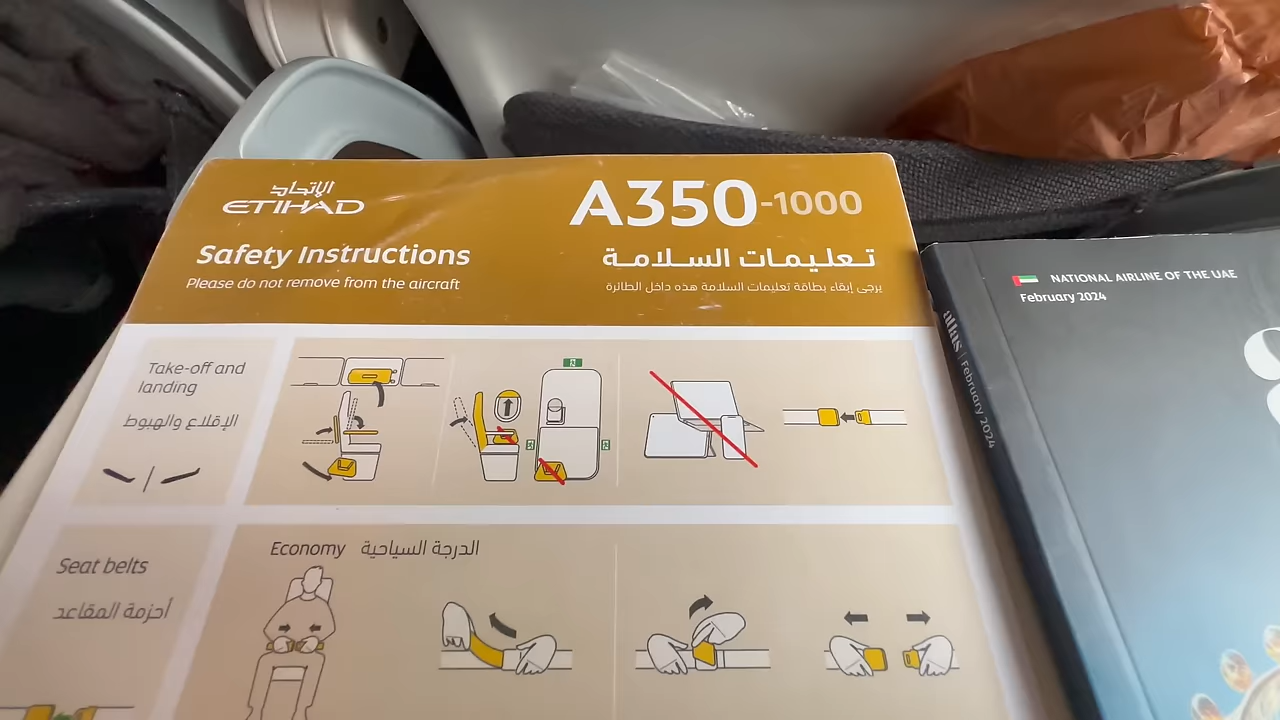 الإتحاد
ETIHAD
A350-1000
Safety Instructions
تعليمات السلامة
Please do not remove from the aircraft
يرجى إبقاء بطاقة تعليمات السلامة هذه داخل الطائرة
Take-off and
landing
الإقلاع والهبوط
Seat belts
أحزمة المقاعد
Economy الدرجة السياحية
NATIONAL AIRLINE OF THE UAE
February 2024
atlas | February 2024